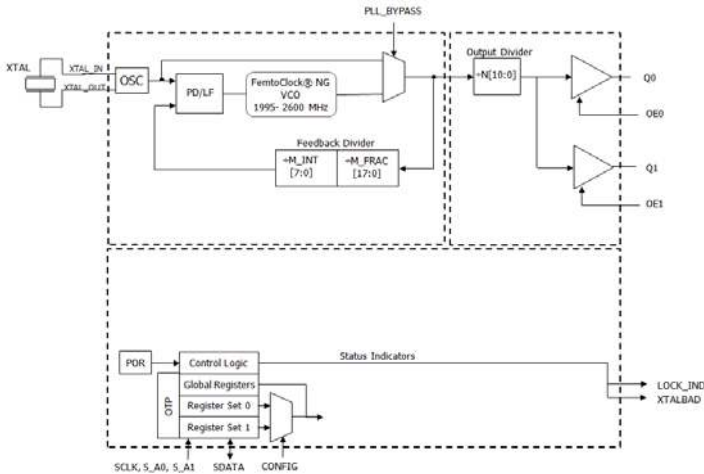 PLL_BYPASS
Output Divider
XTAL
XTAL_IN
OSC
XTAL_OUT
PD/LF
FemtoClock® NG
VCO
1995- 2600 MHz
÷N[10:0]
Q0
OE0
Feedback Divider
÷M_INT
[7:0]
÷M_FRAC
[17:0]
Q1
OE1
POR
Control Logic
Status Indicators
Global Registers
OTP
Register Set 0
Register Set 1
LOCK_IND
XTALBAD
SCLK, S_A0, S_A1
SDATA
CONFIG